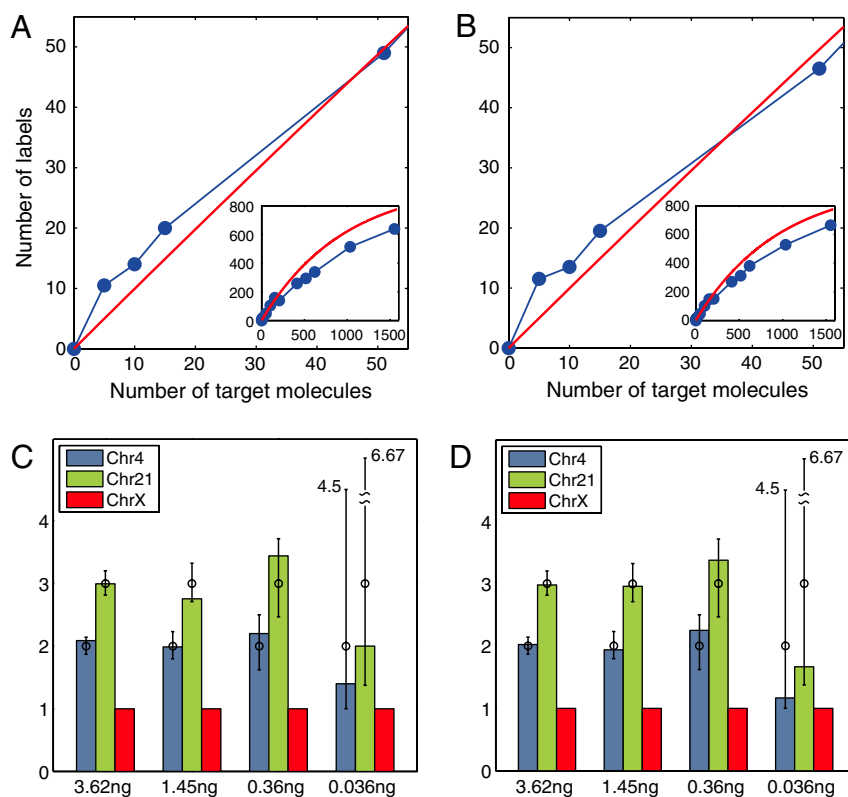 A
50
40
30
20
10
0
Number of labels
0 10 20 30 40 50
Number of target molecules
800
600
400
200
0
0 500 1000 1500
B
50
40
30
20
10
0
0 10 20 30 40 50
Number of target molecules
800
600
400
200
0
0 500 1000 1500
C
Chr4
Chr21
ChrX
4.5
6.67
4
3
2
1
0
3.62ng 1.45ng 0.36ng 0.036ng
D
Chr4
Chr21
ChrX
4.5
6.67
4
3
2
1
0
3.62ng 1.45ng 0.36ng 0.036ng